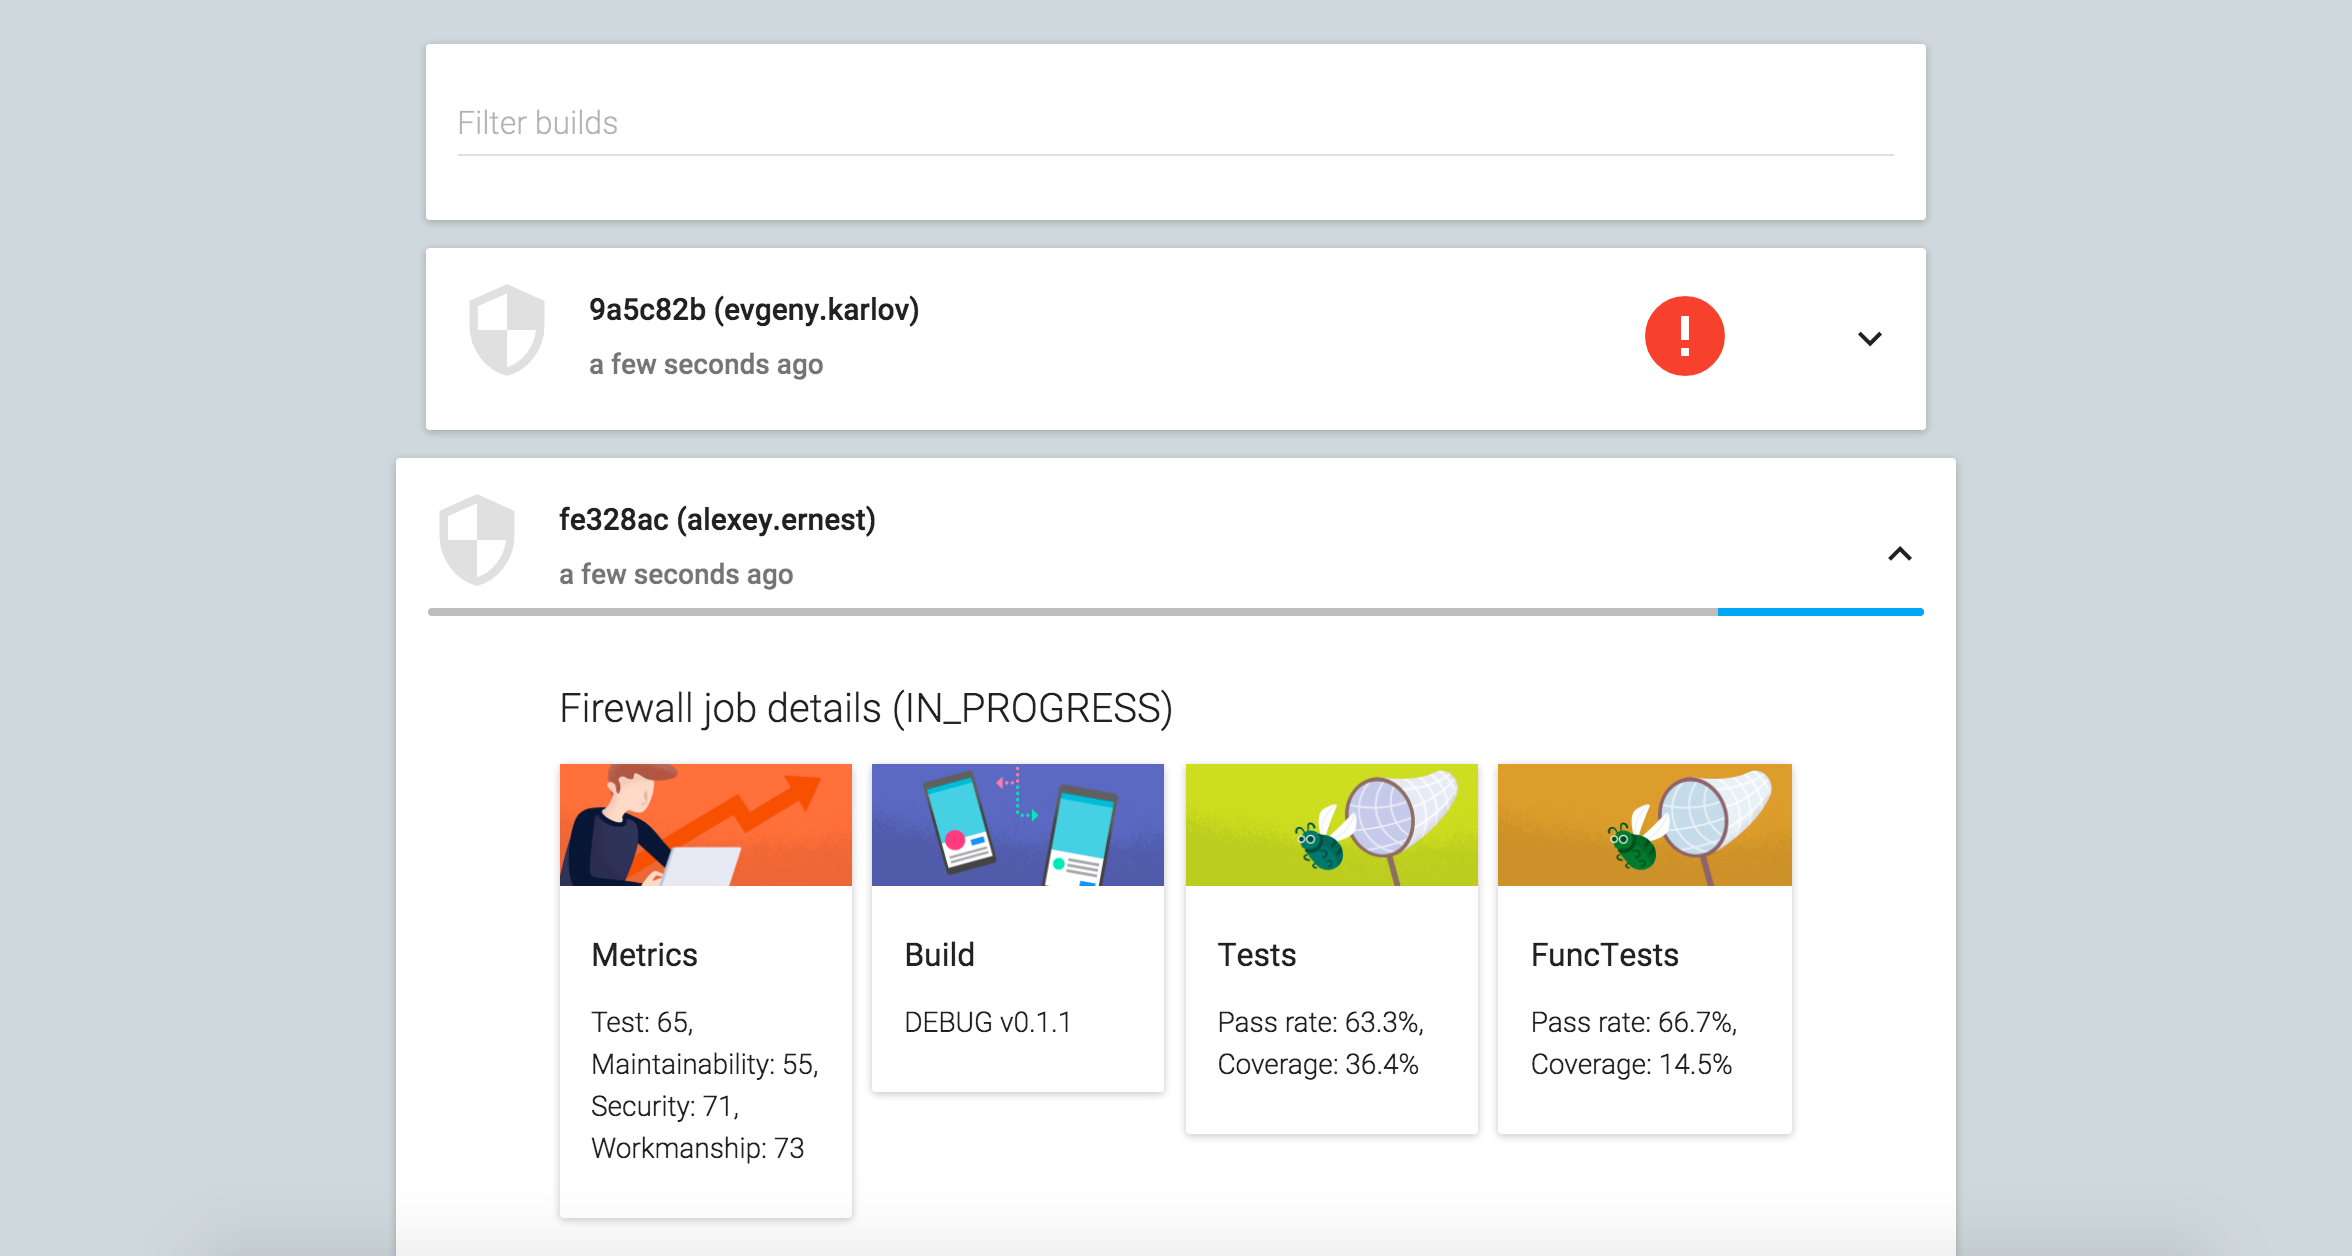 Filter builds
9a5c82b (evgeny.karlov)
a few seconds ago
fe328ac (alexey.ernest)
a few seconds ago
Firewall job details (IN_PROGRESS)
Metrics
Test: 65,
Maintainability: 55,
Security: 71,
Workmanship: 73
Build
DEBUG v0.1.1
Tests
Pass rate: 63.3%,
Coverage: 36.4%
FuncTests
Pass rate: 66.7%,
Coverage: 14.5%